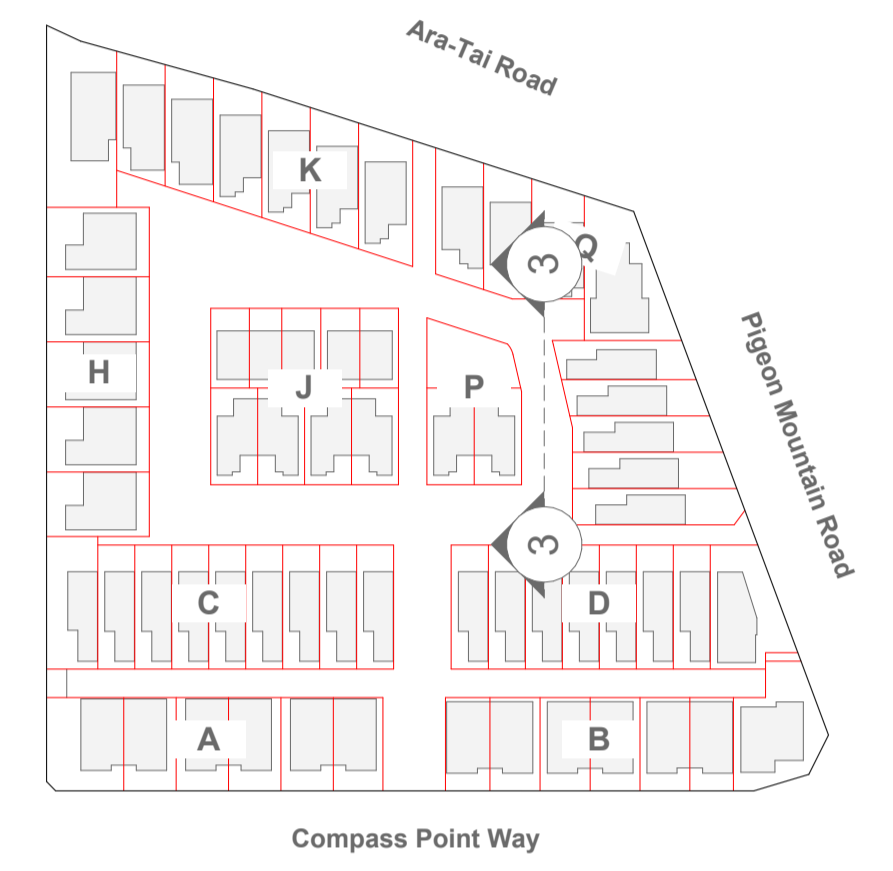 Ara-Tai Road
K
Q
3
Pigeon Mountain Road
H
J
P
3
C
D
A
B
Compass Point Way